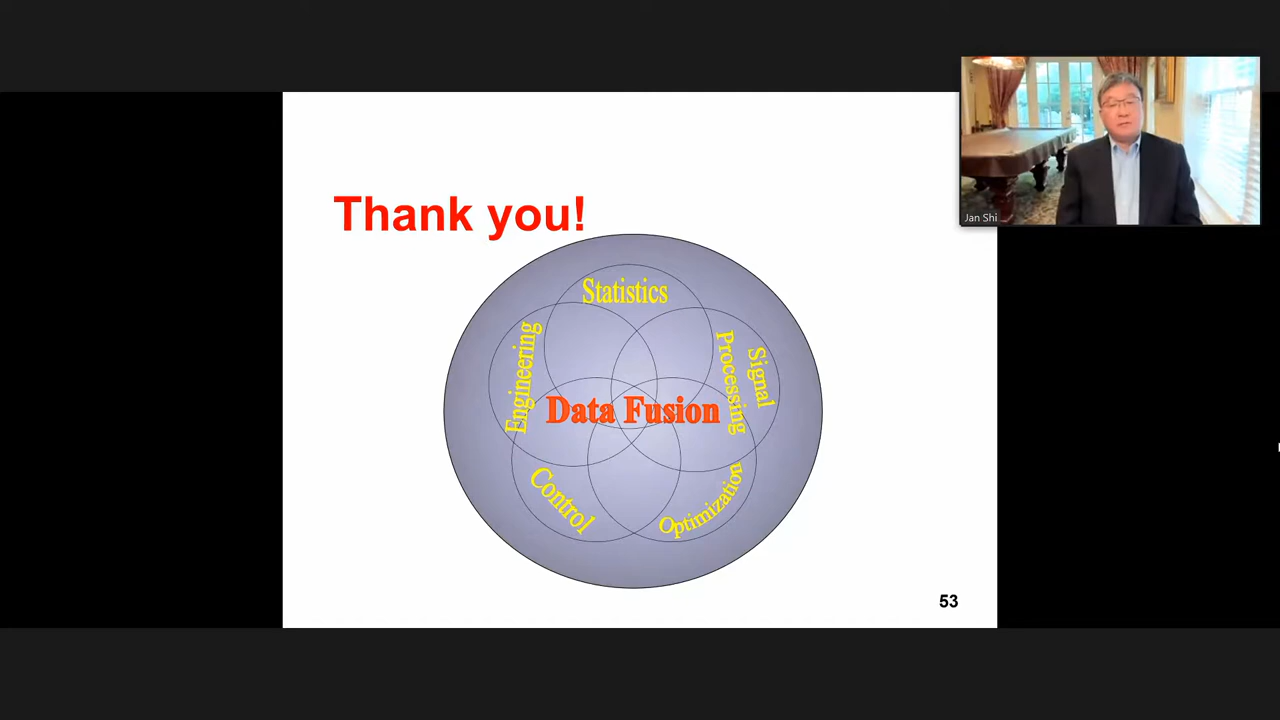 Jan Shi
Thank you!
Statistics
Engineering
Signal
Processing
Data Fusion
Control
Optimization
53